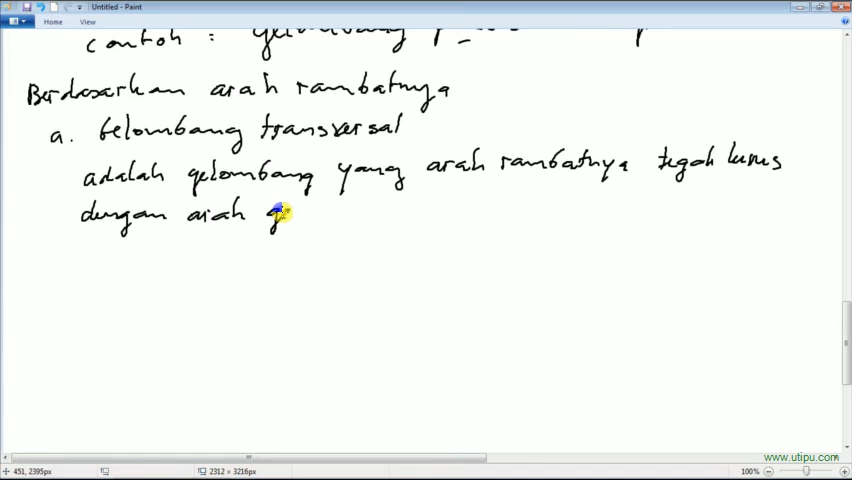 Untitled - Paint
Home View
contoh : gelombang
Berdasarkan arah rambatnya
a. Gelombang transversal
adalah gelombang yang arah rambatnya tegak lurus
dengan arah g
www.utipu.com
451, 2395px 2312 × 3216px 100%